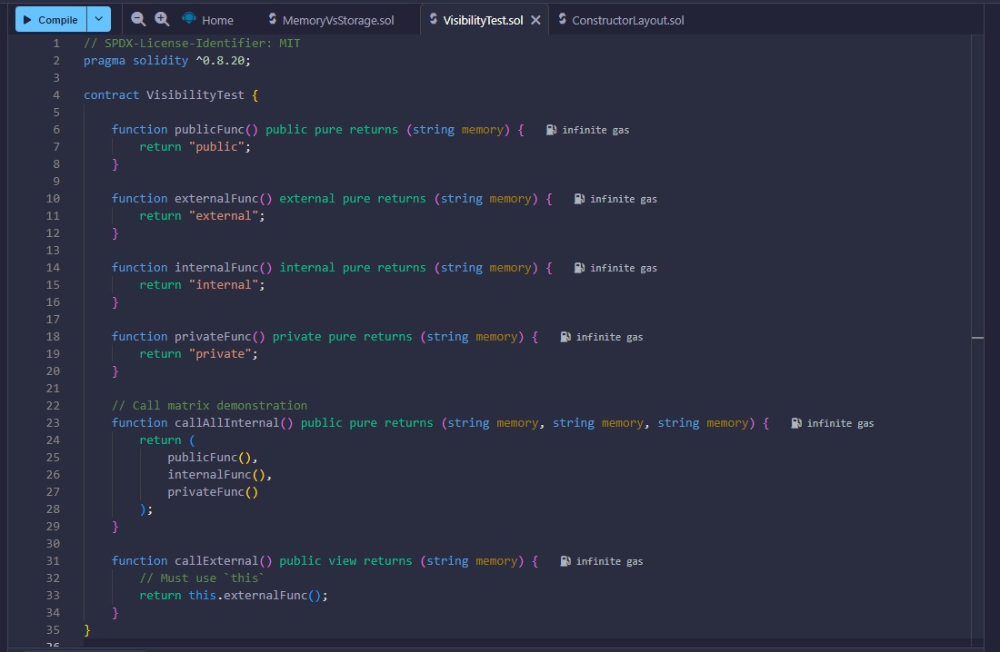 Compile Home MemoryVsStorage.sol VisibilityTest.sol ConstructorLayout.sol
1 // SPDX-License-Identifier: MIT
2 pragma solidity ^0.8.20;
3
4 contract VisibilityTest {
5
6 function publicFunc() public pure returns (string memory) { infinite gas
7 return "public";
8 }
9
10 function externalFunc() external pure returns (string memory) { infinite gas
11 return "external";
12 }
13
14 function internalFunc() internal pure returns (string memory) { infinite gas
15 return "internal";
16 }
17
18 function privateFunc() private pure returns (string memory) { infinite gas
19 return "private";
20 }
21
22 // Call matrix demonstration
23 function callAllInternal() public pure returns (string memory, string memory, string memory) { infinite gas
24 return (
25 publicFunc(),
26 internalFunc(),
27 privateFunc()
28 );
29 }
30
31 function callExternal() public view returns (string memory) { infinite gas
32 // Must use `this`
33 return this.externalFunc();
34 }
35 }
36